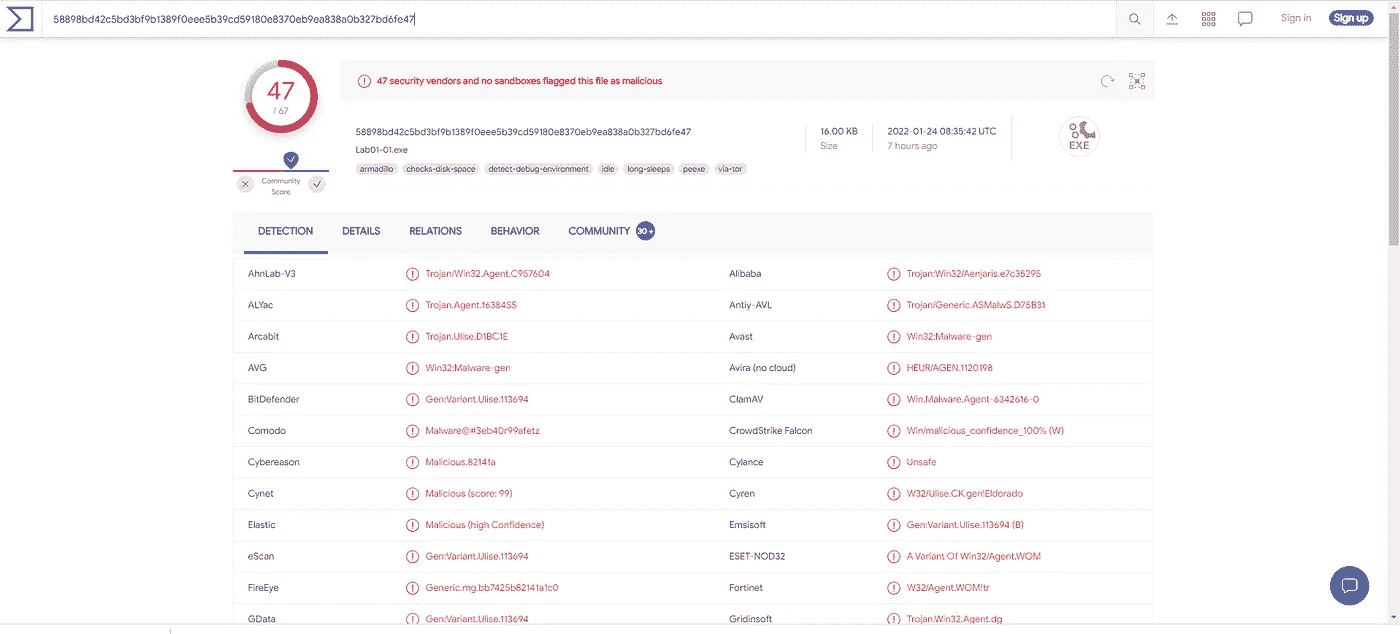 58898bd42c5bd3bf9b1389f0eee5b39cd59180e8370eb9ea838a0b327bd6fe47
Sign in
Sign up
47
/ 67
47 security vendors and no sandboxes flagged this file as malicious
58898bd42c5bd3bf9b1389f0eee5b39cd59180e8370eb9ea838a0b327bd6fe47
Lab01-01.exe
16.00 KB
Size
2022-01-24 08:35:42 UTC
7 hours ago
EXE
armadillo checks-disk-space detect-debug-environment idle long-sleeps peexe via-tor
Community
Score
DETECTION DETAILS RELATIONS BEHAVIOR COMMUNITY 30+
AhnLab-V3 Trojan/Win32.Agent.C957604 Alibaba Trojan:Win32/Aenjaris.e7c35295
ALYac Trojan.Agent.16384SS Antiy-AVL Trojan/Generic.ASMalwS.D75B31
Arcabit Trojan.Ulise.D1BC1E Avast Win32:Malware-gen
AVG Win32:Malware-gen Avira (no cloud) HEUR/AGEN.1120198
BitDefender Gen:Variant.Ulise.113694 ClamAV Win.Malware.Agent-6342616-0
Comodo Malware@#3eb40r99afetz CrowdStrike Falcon Win/malicious_confidence_100% (W)
Cybereason Malicious.82141a Cylance Unsafe
Cynet Malicious (score: 99) Cyren W32/Ulise.CK.gen!Eldorado
Elastic Malicious (high Confidence) Emsisoft Gen:Variant.Ulise.113694 (B)
eScan Gen:Variant.Ulise.113694 ESET-NOD32 A Variant Of Win32/Agent.WOM
FireEye Generic.mg.bb7425b82141a1c0 Fortinet W32/Agent.WOM!tr
GData Gen:Variant.Ulise.113694 Gridinsoft Trojan.Win32.Agent.dg